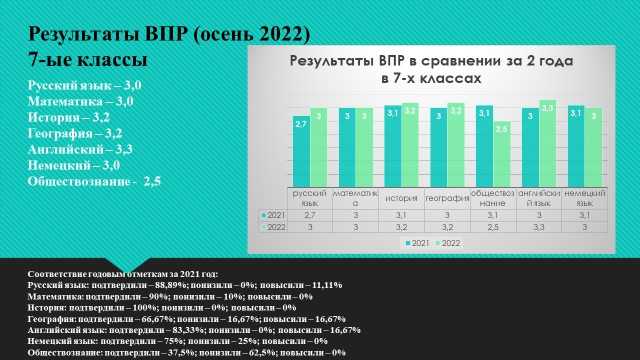 Результаты ВПР (осень 2022)
7-ые классы
Русский язык – 3,0
Математика – 3,0
История – 3,2
География – 3,2
Английский – 3,3
Немецкий – 3,0
Обществознание - 2,5
Результаты ВПР в сравнении за 2 года
в 7-х классах
2,7 3 3 3 3,1 3,2 3 3,2 3,1 2,5 3 3,3 3,1 3
русский язык математика история география обществознание английский язык немецкий язык
2021 2,7 3 3,1 3 3,1 3 3,1
2022 3 3 3,2 3,2 2,5 3,3 3
2021 2022
Соответствие годовым отметкам за 2021 год:
Русский язык: подтвердили – 88,89%; понизили – 0%; повысили – 11,11%
Математика: подтвердили – 90%; понизили – 10%; повысили – 0%
История: подтвердили – 100%; понизили – 0%; повысили – 0%
География: подтвердили – 66,67%; понизили – 16,67%; повысили – 16,67%
Английский язык: подтвердили – 83,33%; понизили – 0%; повысили – 16,67%
Немецкий язык: подтвердили – 75%; понизили – 25%; повысили – 0%
Обществознание: подтвердили – 37,5%; понизили – 62,5%; повысили – 0%